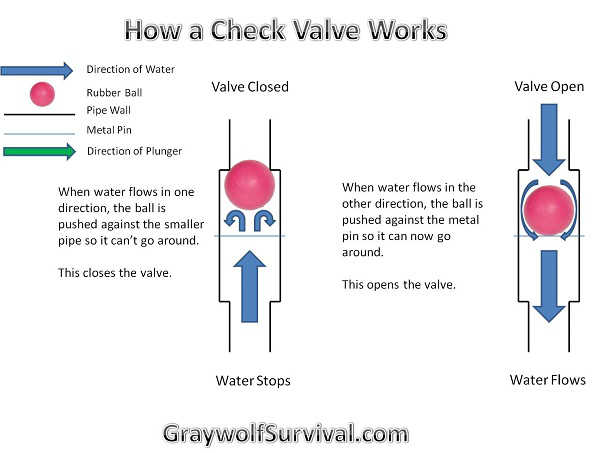 How a Check Valve Works
Direction of Water
Rubber Ball
Pipe Wall
Metal Pin
Direction of Plunger
Valve Closed
When water flows in one
direction, the ball is
pushed against the smaller
pipe so it can't go around.
This closes the valve.
Water Stops
Valve Open
When water flows in the
other direction, the ball is
pushed against the metal
pin so it can now go
around.
This opens the valve.
Water Flows
GraywolfSurvival.com